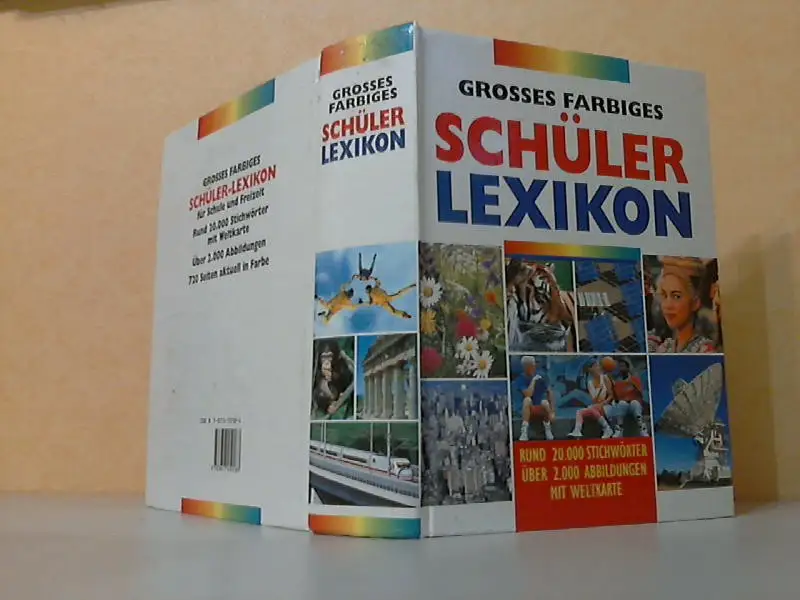 GROSSES FARBIGES
SCHÜLER-LEXIKON
für Schule und Freizeit
Rund 20.000 Stichwörter
mit Weltkarte
Über 2.000 Abbildungen
720 Seiten aktuell in Farbe
GROSSES
FARBIGES
SCHÜLER
LEXIKON
GROSSES FARBIGES
SCHÜLER
LEXIKON
RUND 20.000 STICHWÖRTER
ÜBER 2.000 ABBILDUNGEN
MIT WELTKARTE